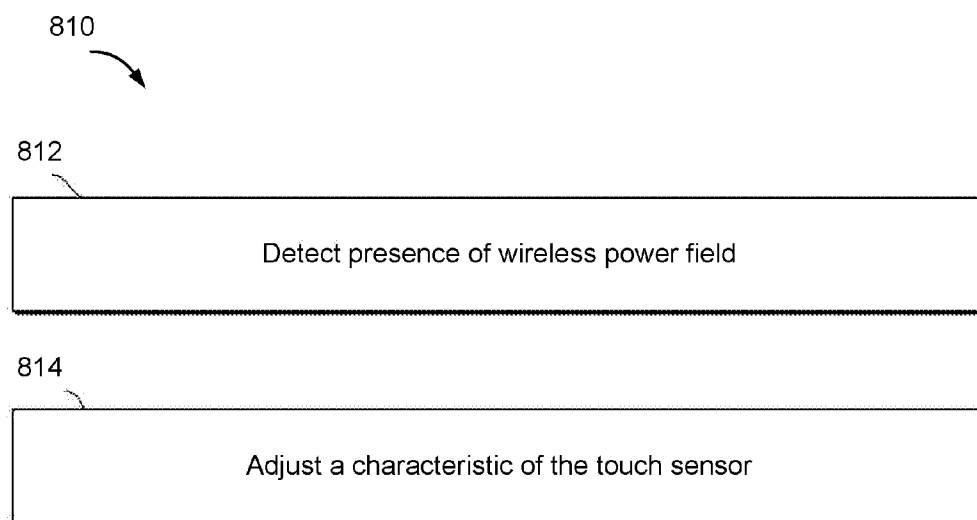 810
812
Detect presence of wireless power field
814
Adjust a characteristic of the touch sensor